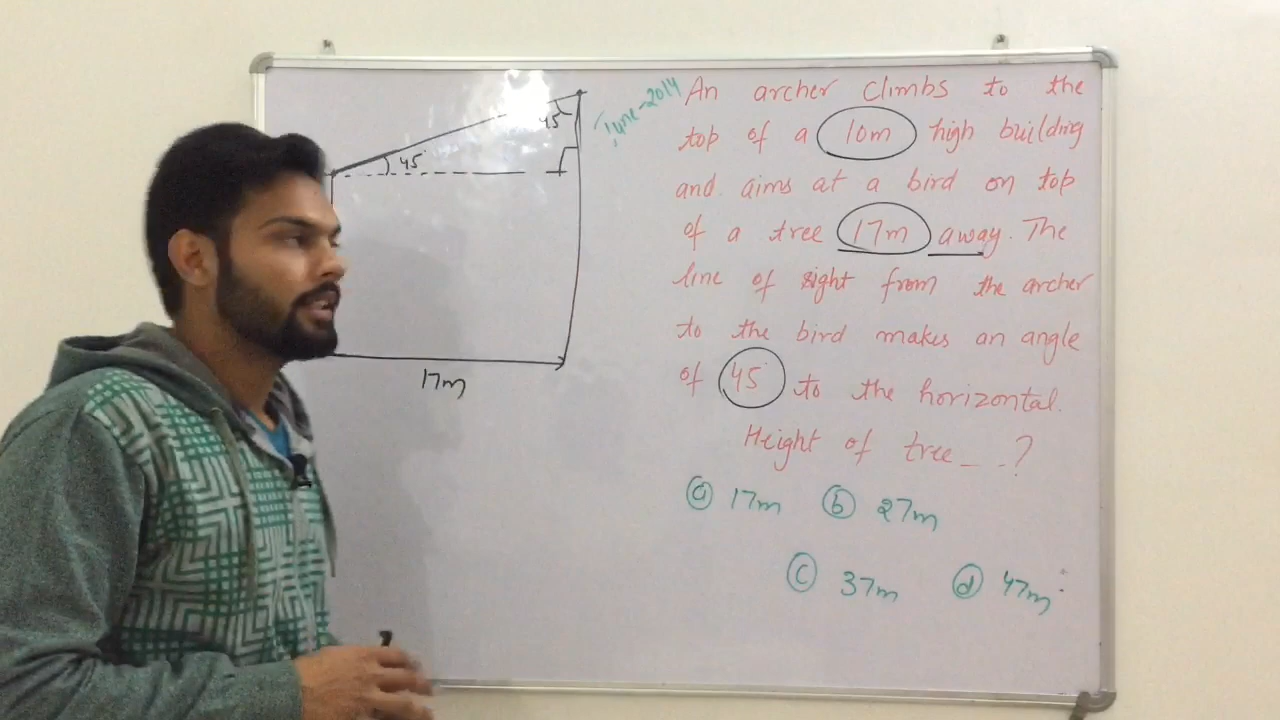 June-2014
An archer climbs to the
top of a 10m high building
and aims at a bird on top
of a tree 17m away. The
line of sight from the archer
to the bird makes an angle
of 45 to the horizontal.
Height of tree - - ?
ⓐ 17m ⓑ 27m
ⓒ 37m ⓓ 47m
45
45
17m